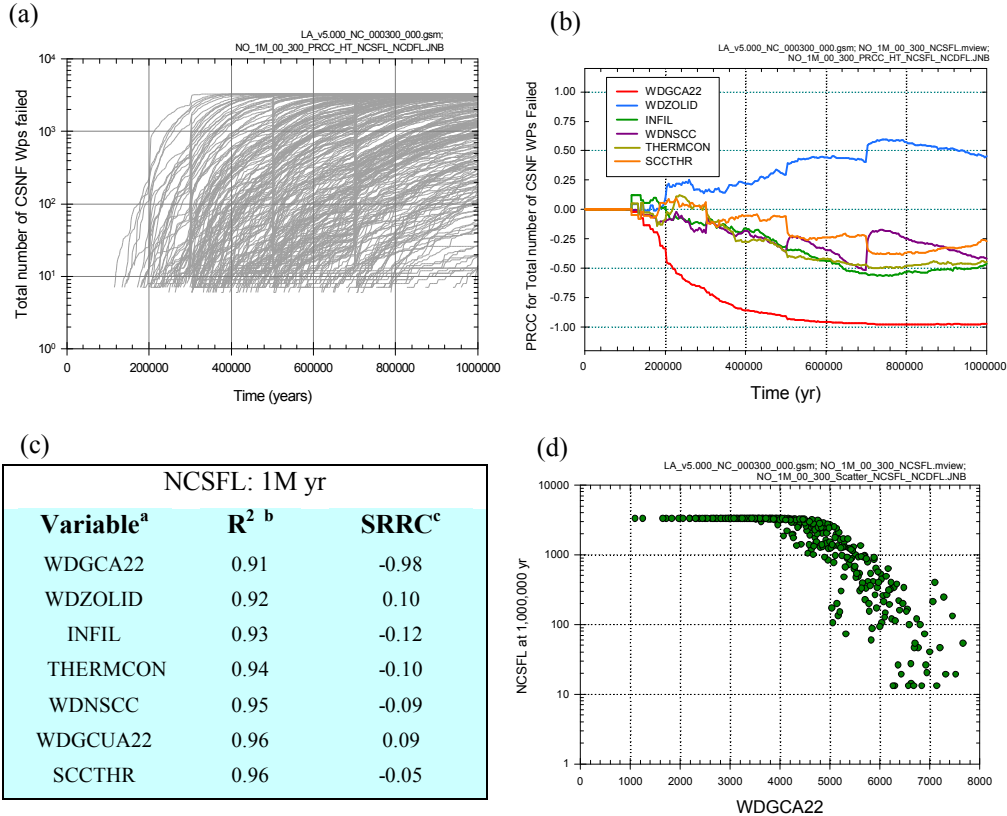 (a)
LA_v5.000_NC_000300_000.gsm;
NO_1M_00_300_PRCC_HT_NCSFL_NCDFL.JNB
Total number of CSNF Wps failed
10⁴
10³
10²
10¹
10⁰
0 200000 400000 600000 800000 1000000
Time (years)
(b)
LA_v5.000_NC_000300_000.gsm; NO_1M_00_300_NCSFL.mview;
NO_1M_00_300_PRCC_HT_NCSFL_NCDFL.JNB
PRCC for Total number of CSNF WPs Failed
1.00
0.75
0.50
0.25
0.00
-0.25
-0.50
-0.75
-1.00
WDGCA22
WDZOLID
INFIL
WDNSCC
THERMCON
SCCTHR
0 200000 400000 600000 800000 1000000
Time (yr)
(c)
NCSFL: 1M yr
Variableᵃ R² ᵇ SRRCᶜ
WDGCA22 0.91 -0.98
WDZOLID 0.92 0.10
INFIL 0.93 -0.12
THERMCON 0.94 -0.10
WDNSCC 0.95 -0.09
WDGCUA22 0.96 0.09
SCCTHR 0.96 -0.05
(d)
LA_v5.000_NC_000300_000.gsm; NO_1M_00_300_NCSFL.mview;
NO_1M_00_300_Scatter_NCSFL_NCDFL.JNB
NCSFL at 1,000,000 yr
10000
1000
100
10
1
0 1000 2000 3000 4000 5000 6000 7000 8000
WDGCA22